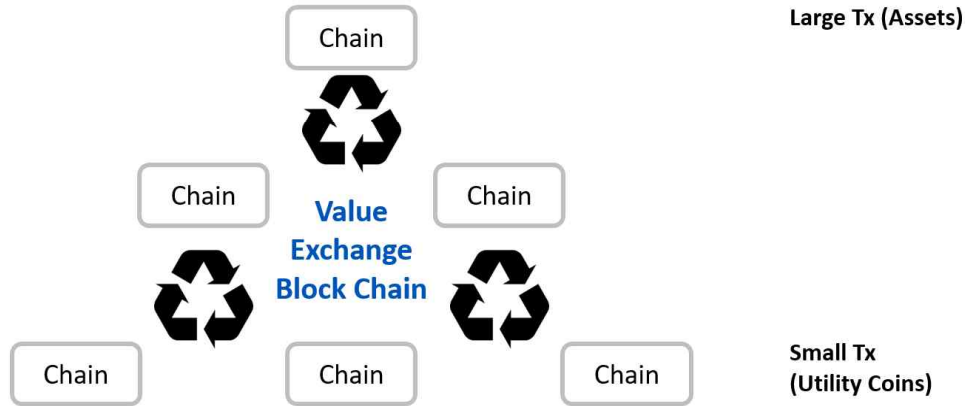 Chain
Large Tx (Assets)
Chain
Chain
Value
Exchange
Block Chain
Chain
Chain
Chain
Small Tx
(Utility Coins)